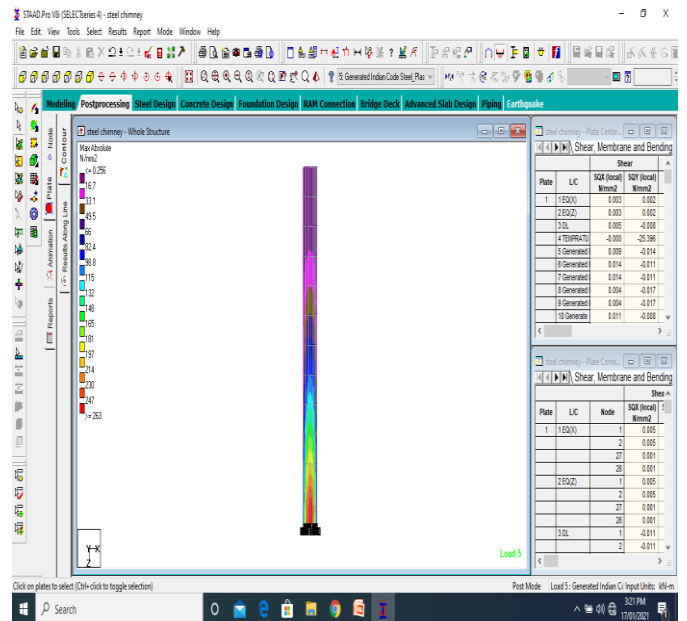 STAAD.Pro V8i (SELECTseries 4) - steel chimney
File Edit View Tools Select Results Report Mode Window Help
5: Generated Indian Code Steel_Plas
Modeling Postprocessing Steel Design Concrete Design Foundation Design RAM Connection Bridge Deck Advanced Slab Design Piping Earthquake
Node
Plate
Animation
Reports
Contour
Results Along Line
steel chimney - Whole Structure
Max Absolute
N/mm2
<= 0.256
16.7
33.1
49.5
66
82.4
98.8
115
132
148
165
181
197
214
230
247
>= 263
Y X
Z
Load 5
steel chimney - Plate Center...
Shear, Membrane and Bending
Shear
Plate L/C SQX (local) N/mm2 SQY (local) N/mm2
1 1 EQ(X) 0.003 0.002
2 EQ(Z) 0.003 0.002
3 DL 0.005 -0.008
4 TEMPRATU -0.000 -25.396
5 Generated 0.009 -0.014
6 Generated 0.014 -0.011
7 Generated 0.014 -0.011
8 Generated 0.004 -0.017
9 Generated 0.004 -0.017
10 Generate 0.011 -0.008
steel chimney - Plate Corne...
Shear, Membrane and Bending
Shea
Plate L/C Node SQX (local) N/mm2
1 1 EQ(X) 1 0.005
2 0.005
27 0.001
26 0.001
2 EQ(Z) 1 0.005
2 0.005
27 0.001
26 0.001
3 DL 1 -0.011
2 -0.011
Click on plates to select (Ctrl+click to toggle selection)
Post Mode Load 5 : Generated Indian Co Input Units: kN-m
Search
3:21 PM
17/01/2021